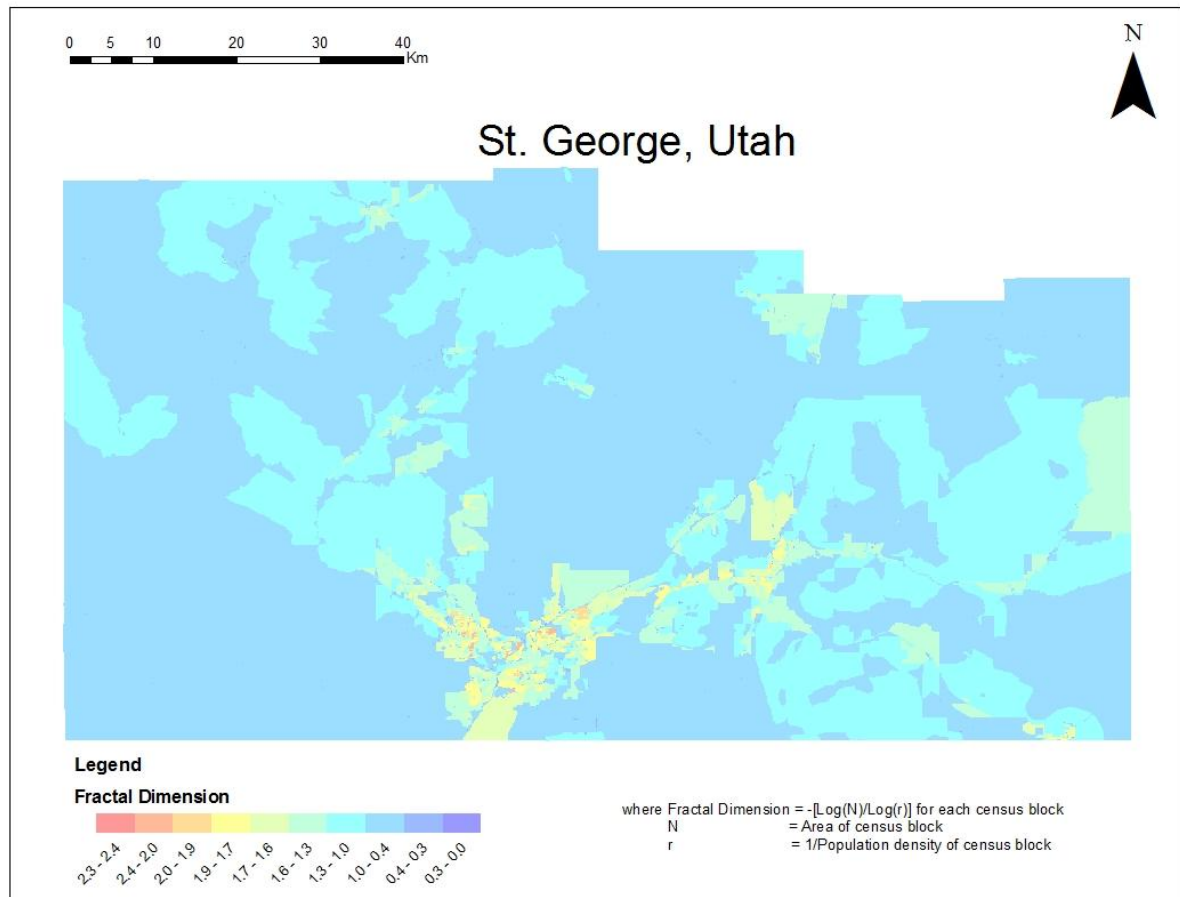 0 5 10 20 30 40
Km
N
St. George, Utah
Legend
Fractal Dimension
2.3 - 2.4
2.4 - 2.0
2.0 - 1.9
1.9 - 1.7
1.7 - 1.6
1.6 - 1.3
1.3 - 1.0
1.0 - 0.4
0.4 - 0.3
0.3 - 0.0
where Fractal Dimension = -[Log(N)/Log(r)] for each census block
N = Area of census block
r = 1/Population density of census block